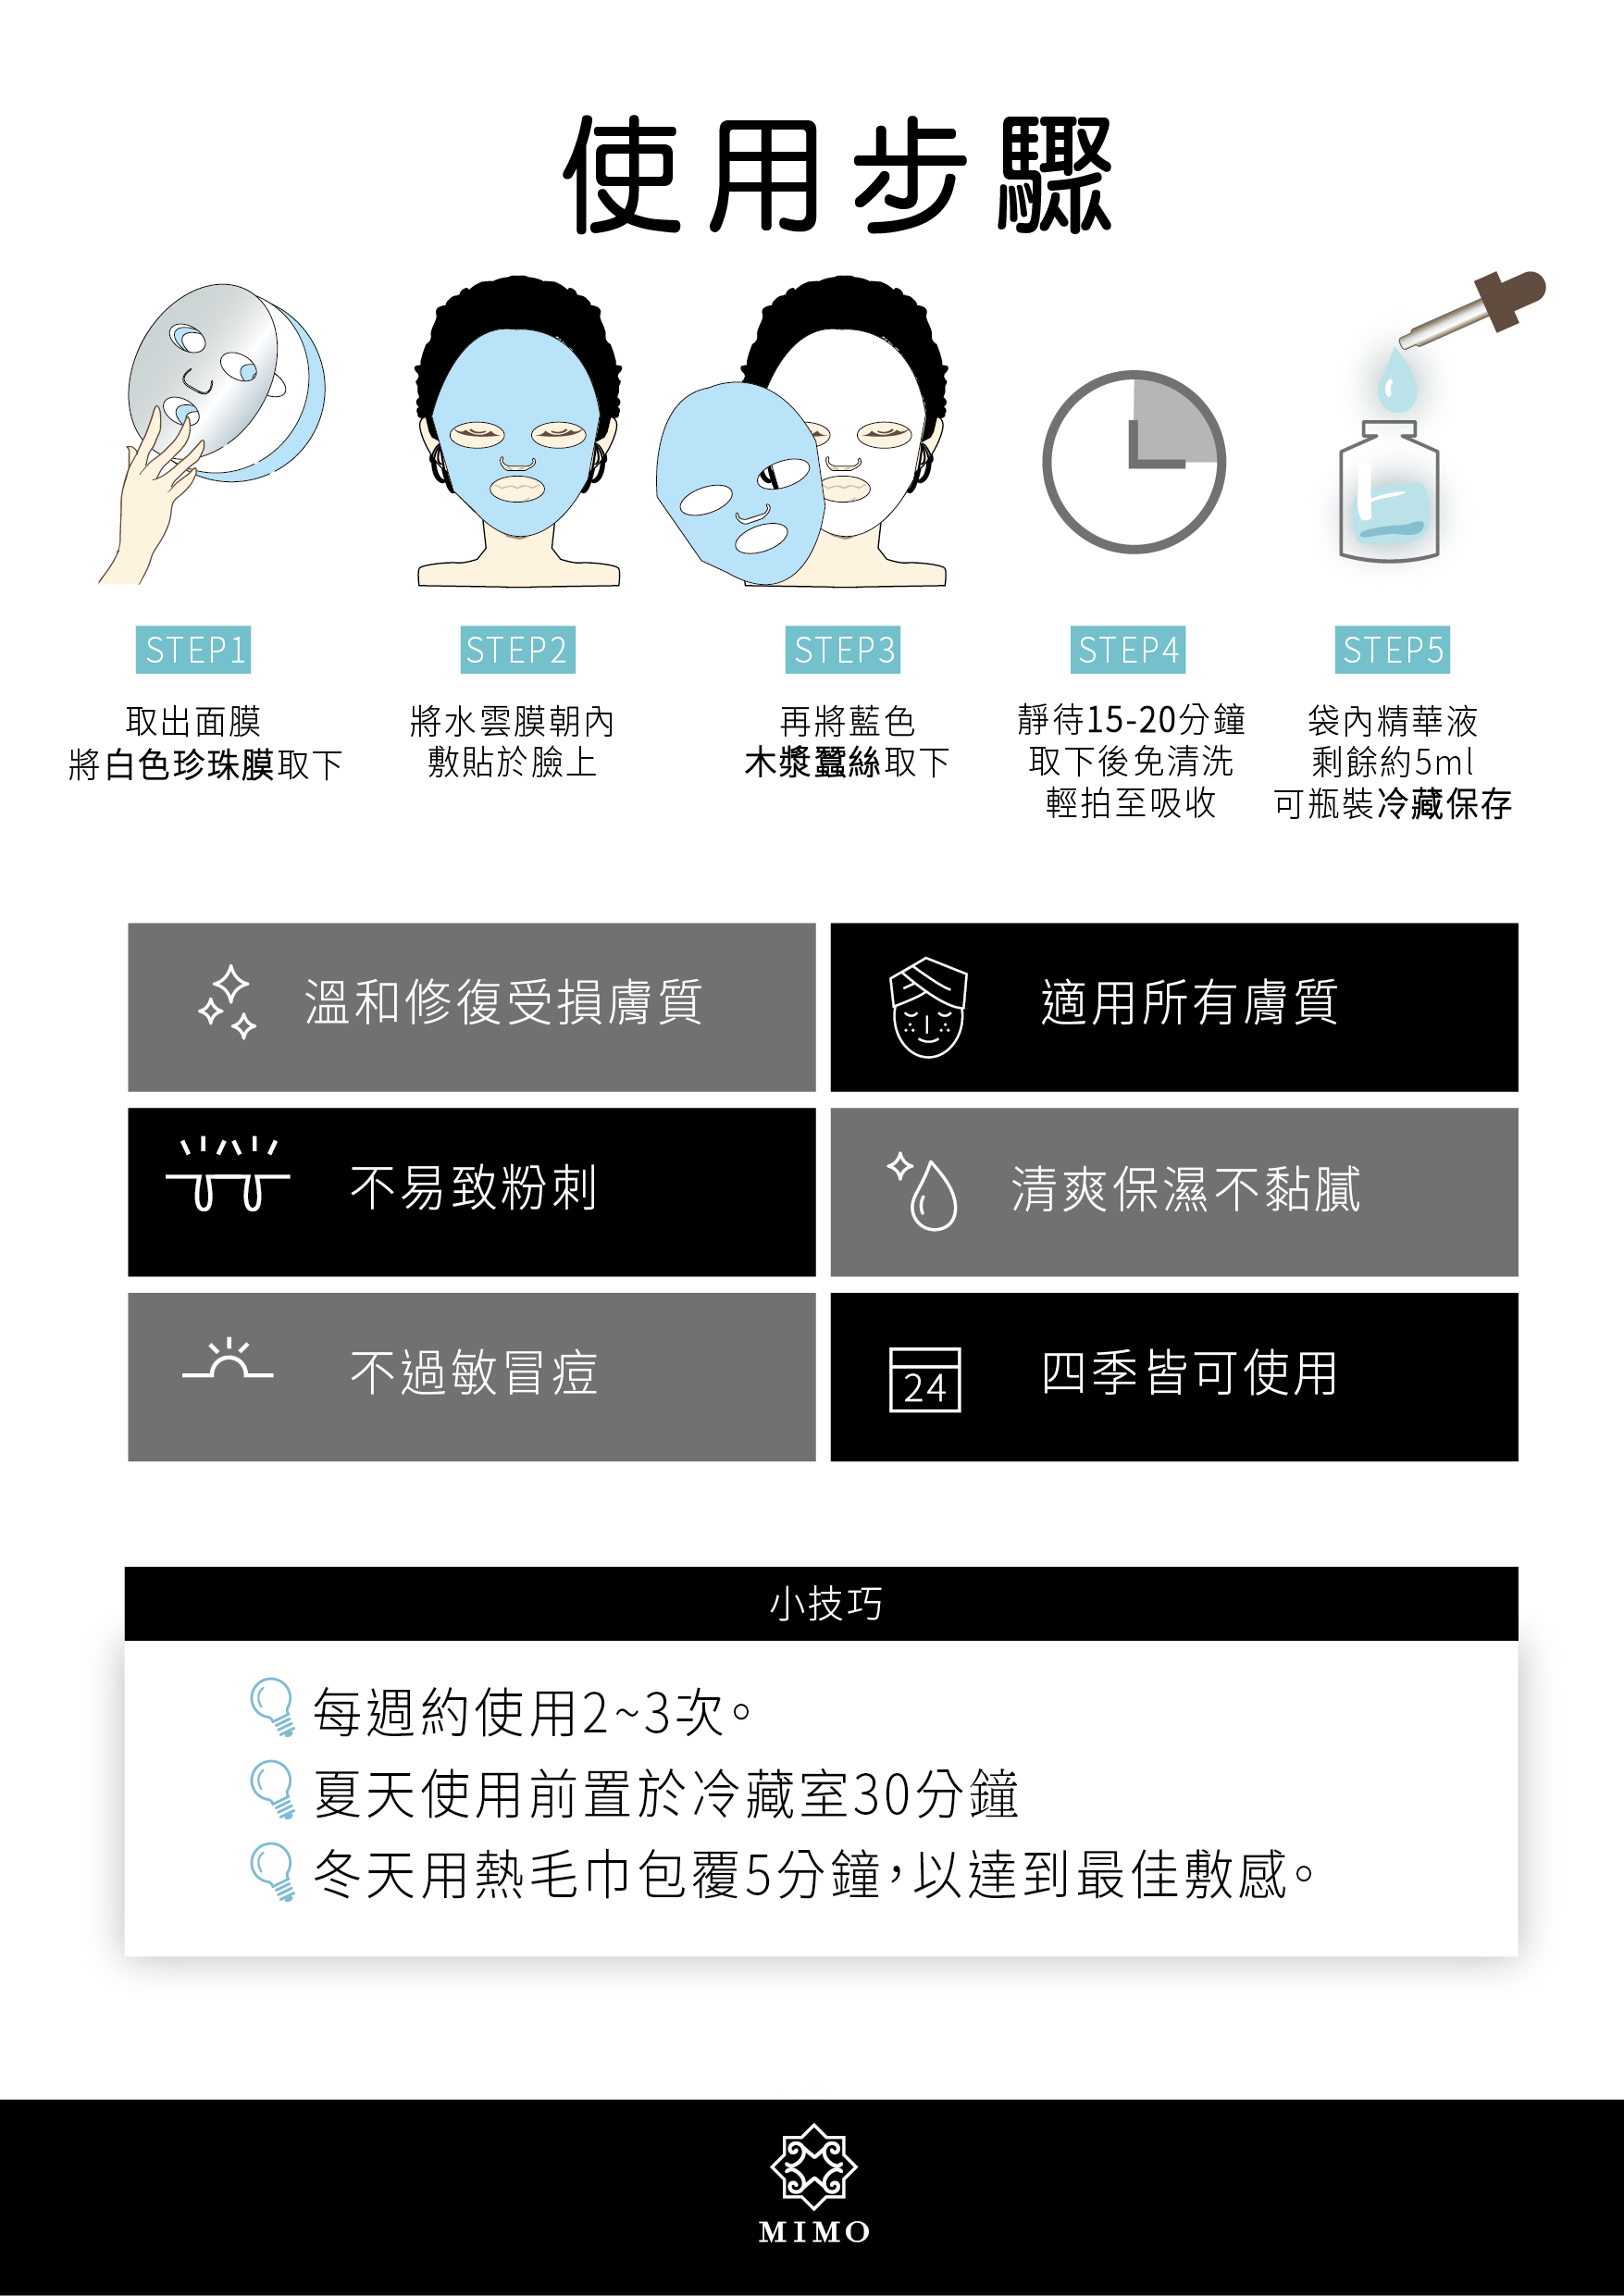 使用步驟
STEP1
取出面膜
將白色珍珠膜取下
STEP2
將水雲膜朝內
敷貼於臉上
STEP3
再將藍色
木漿蠶絲取下
STEP4
靜待15-20分鐘
取下後免清洗
輕拍至吸收
STEP5
袋內精華液
剩餘約5ml
可瓶裝冷藏保存
溫和修復受損膚質
適用所有膚質
不易致粉刺
清爽保濕不黏膩
不過敏冒痘
24
四季皆可使用
小技巧
每週約使用2~3次。
夏天使用前置於冷藏室30分鐘
冬天用熱毛巾包覆5分鐘，以達到最佳敷感。
MIMO